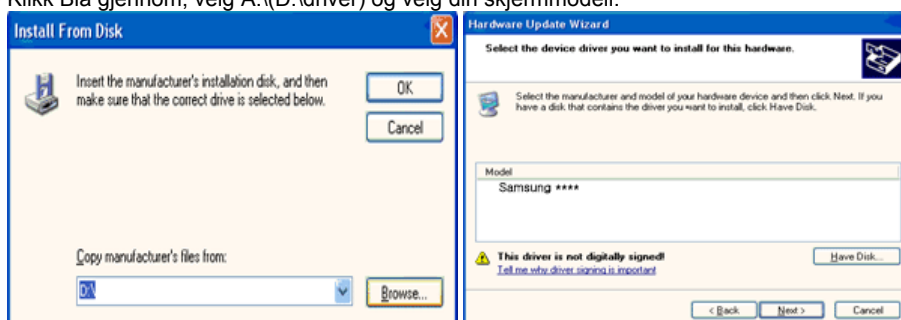 Klikk Bla gjennom, velg A:\(D:\driver) og velg din skjermmodell.
Install From Disk
Insert the manufacturer's installation disk, and then
make sure that the correct drive is selected below.
OK
Cancel
Copy manufacturer's files from:
D:\
Browse...
Hardware Update Wizard
Select the device driver you want to install for this hardware.
Select the manufacturer and model of your hardware device and then click Next. If you
have a disk that contains the driver you want to install, click Have Disk.
Model
Samsung ****
This driver is not digitally signed!
Tell me why driver signing is important
Have Disk...
< Back
Next >
Cancel